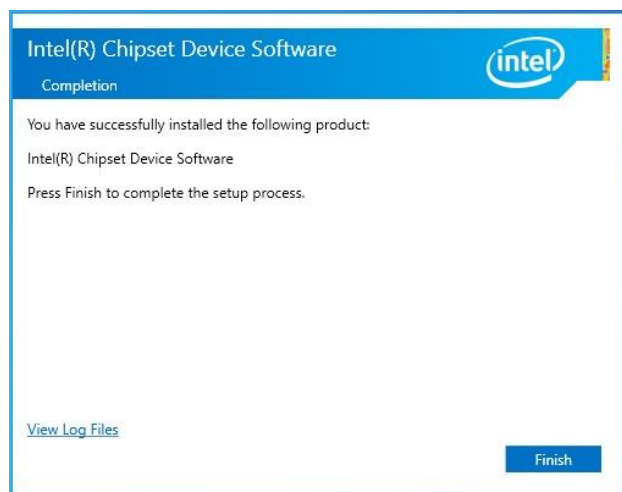 Intel(R) Chipset Device Software
intel
Completion
You have successfully installed the following product:
Intel(R) Chipset Device Software
Press Finish to complete the setup process.
View Log Files
Finish